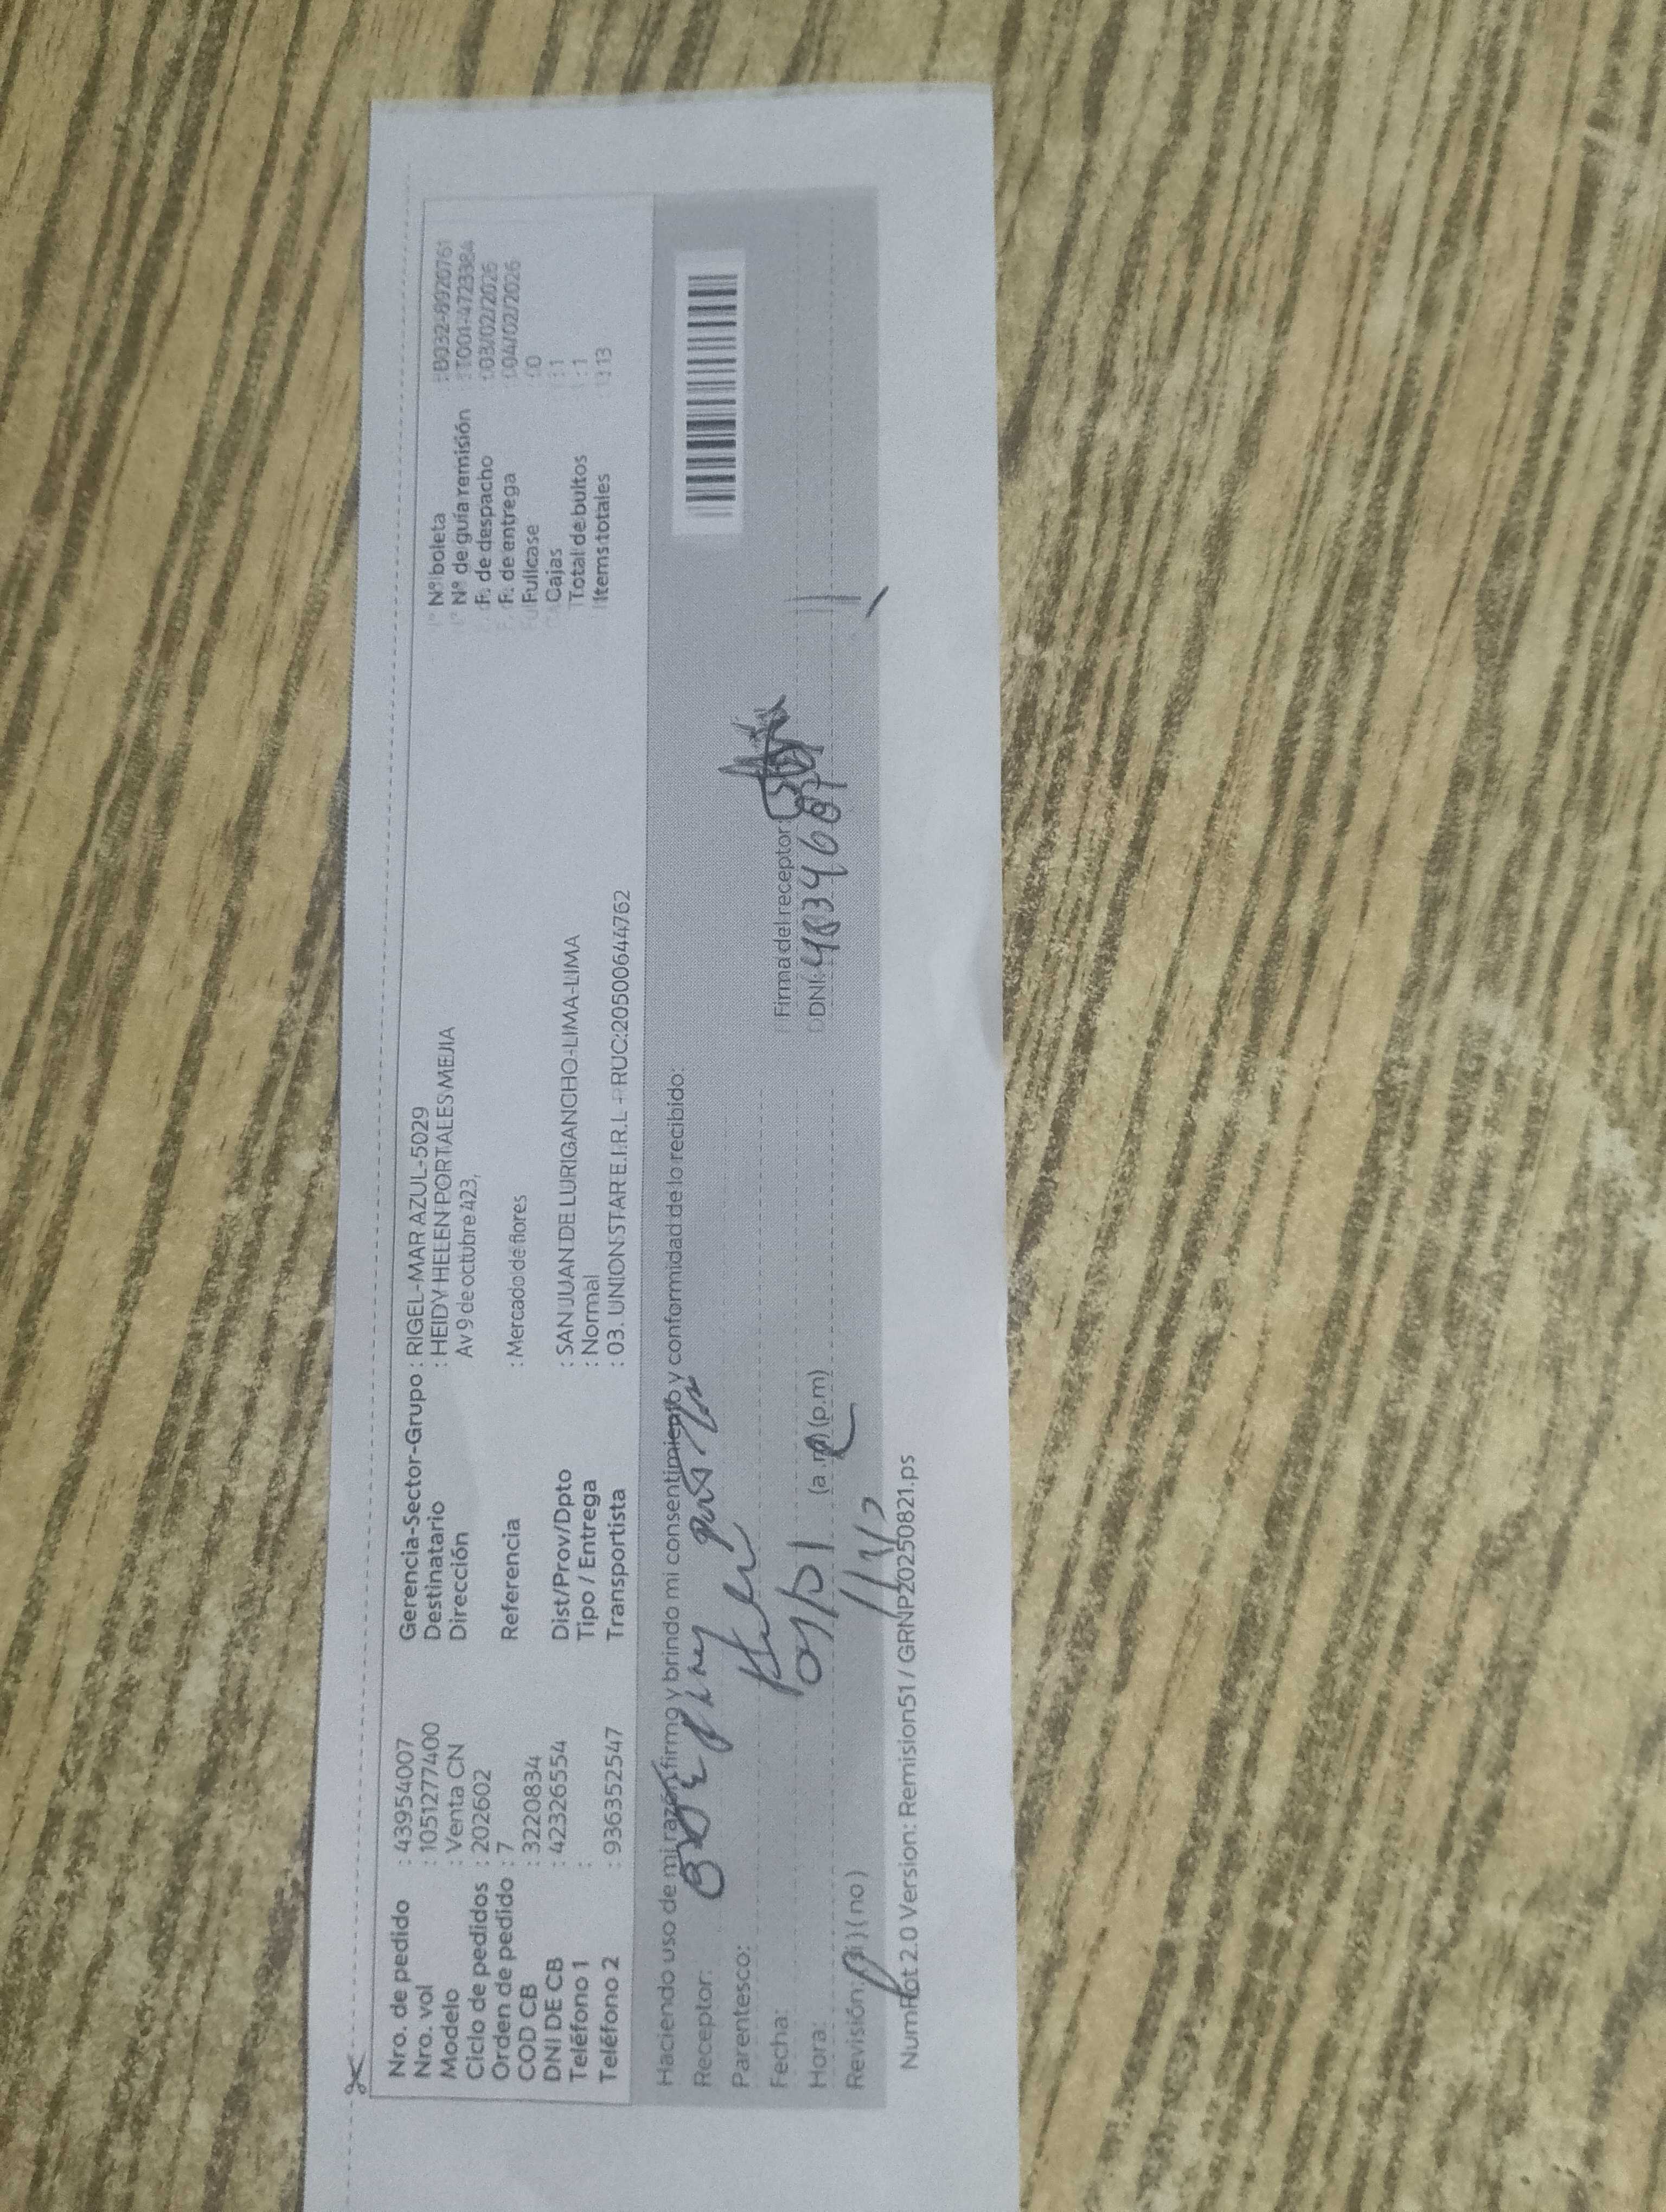 Nro. de pedido : 43954007
Nro. vol : 1051277400
Modelo : Venta CN
Ciclo de pedidos : 202602
Orden de pedido : 7
COD CB : 3220834
DNI DE CB : 42326554
Teléfono 1 :
Teléfono 2 : 936352547
Gerencia-Sector-Grupo : RIGEL-MAR AZUL-5029
Destinatario : HEIDY HELEN PORTALES MEJIA
Dirección Av 9 de octubre 423,
Referencia : Mercado de flores
Dist/Prov/Dpto : SAN JUAN DE LURIGANCHO-LIMA-LIMA
Tipo / Entrega : Normal
Transportista : 03. UNION STAR E.I.R.L - RUC:20500644762
Nº boleta : B032-8920761
Nº de guía remisión : T001-4723384
F. de despacho : 03/02/2026
F. de entrega : 04/02/2026
Fullcase : 0
Cajas : 1
Total de bultos : 1
Items totales : 13
Haciendo uso de mi razón firmo y brindo mi consentimiento y conformidad de lo recibido:
Receptor:
Parentesco:
Fecha:
Hora: (a.m) (p.m)
Revisión: (si) (no)
Firma del receptor:
DNI:
NumRot 2.0 Version: Remision51 / GRNP20250821.ps